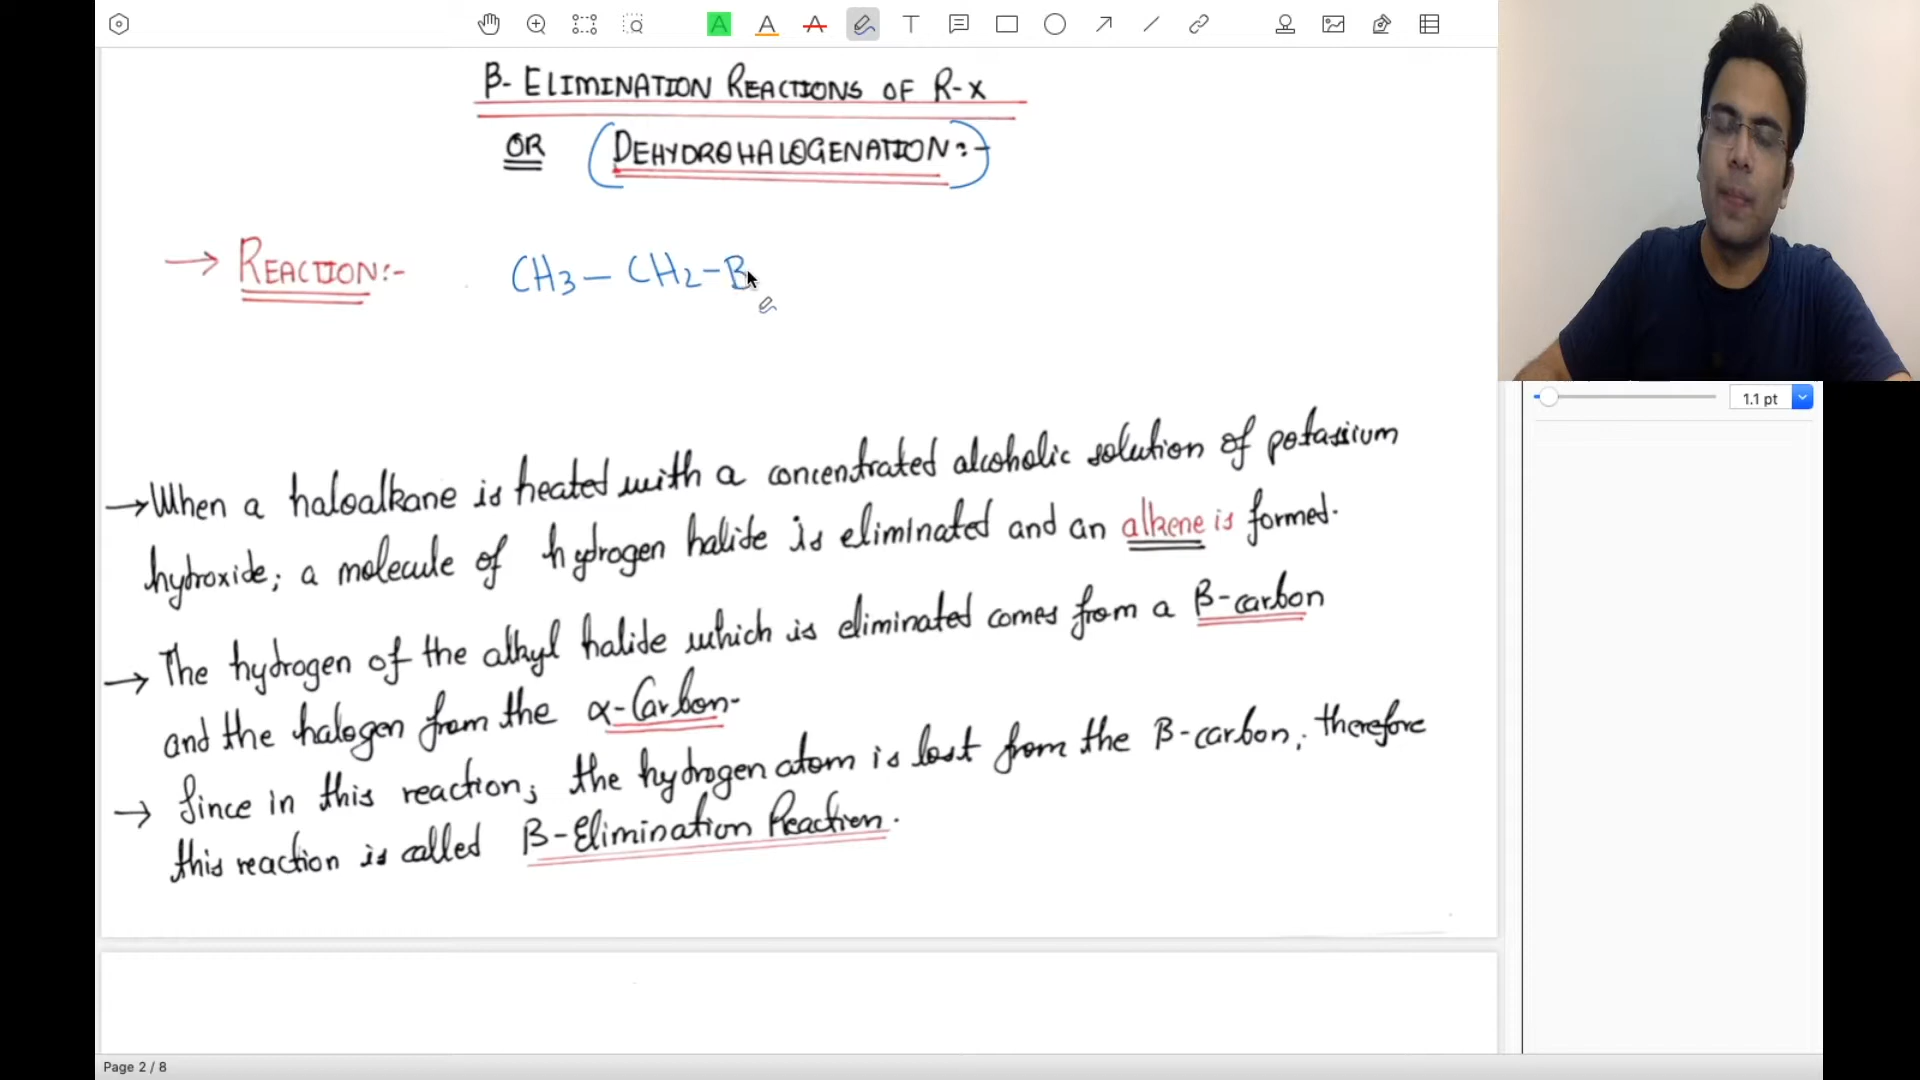 β- ELIMINATION REACTIONS OF R-X
OR (DEHYDROHALOGENATION:-)
→ REACTION:- CH3 – CH2 – B
→ When a haloalkane is heated with a concentrated alcoholic solution of potassium
hydroxide; a molecule of hydrogen halide is eliminated and an alkene is formed.
→ The hydrogen of the alkyl halide which is eliminated comes from a β-carbon
and the halogen from the α-Carbon-
→ Since in this reaction; the hydrogen atom is lost from the β-carbon; therefore
this reaction is called β-Elimination Reaction.
1.1 pt
Page 2 / 8